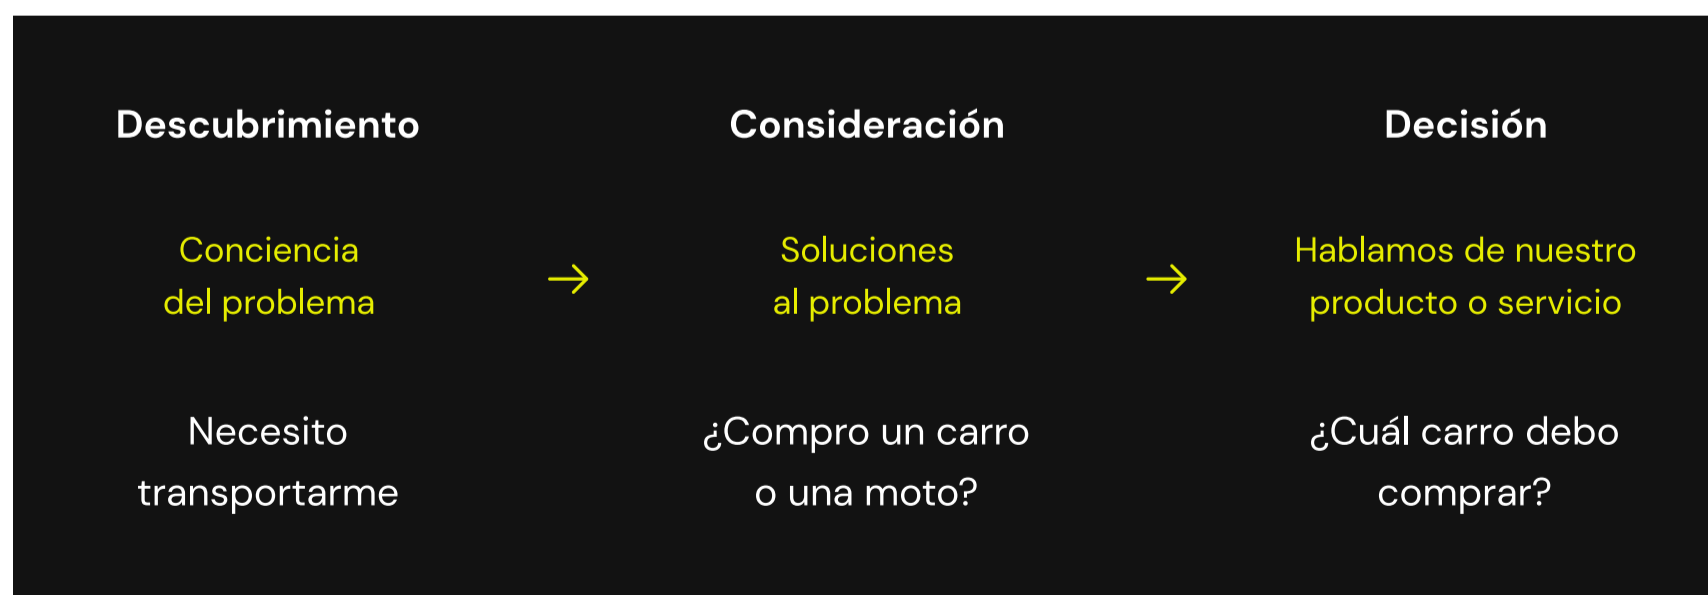 Descubrimiento
Consideración
Decisión
Conciencia
del problema
→
Soluciones
al problema
→
Hablamos de nuestro
producto o servicio
Necesito
transportarme
¿Compro un carro
o una moto?
¿Cuál carro debo
comprar?